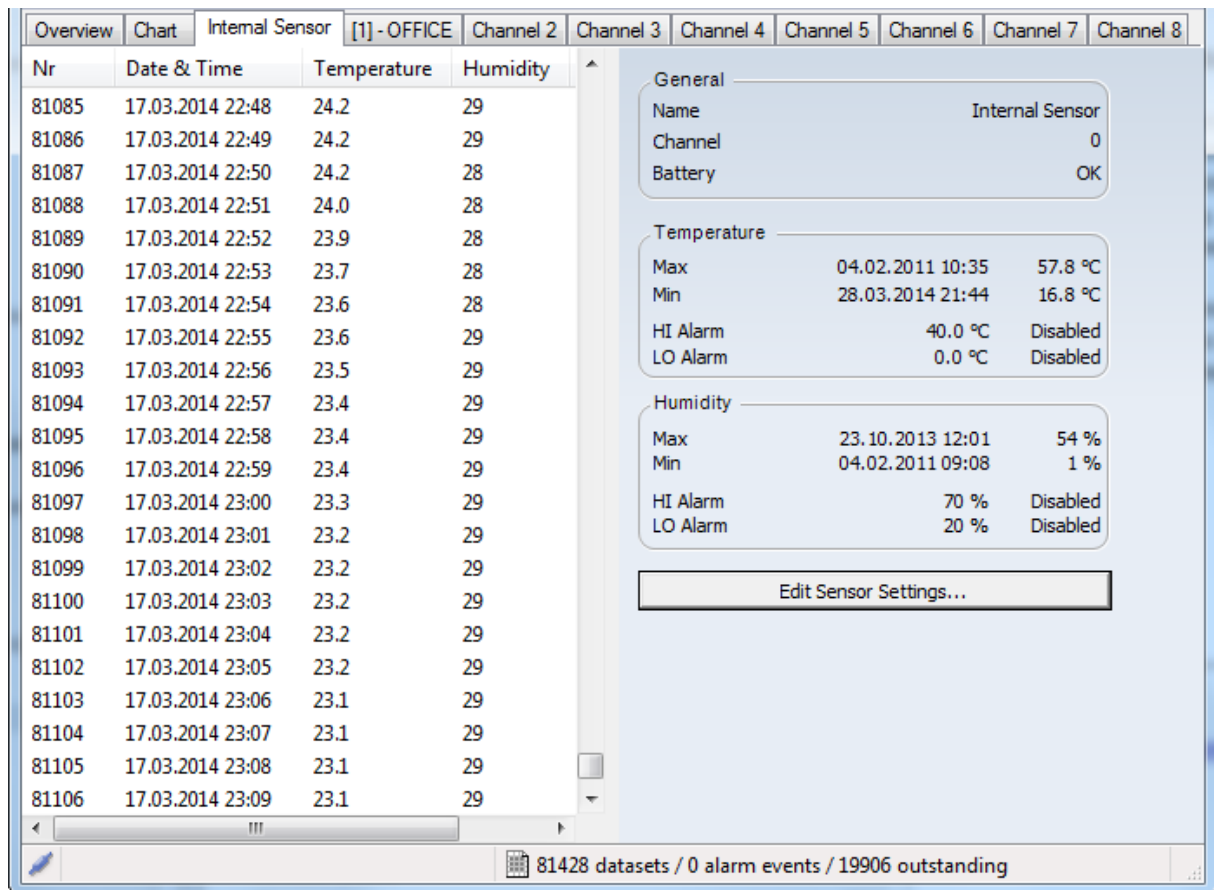 Overview Chart Internal Sensor [1] - OFFICE Channel 2 Channel 3 Channel 4 Channel 5 Channel 6 Channel 7 Channel 8
Nr Date & Time Temperature Humidity
81085 17.03.2014 22:48 24.2 29
81086 17.03.2014 22:49 24.2 29
81087 17.03.2014 22:50 24.2 28
81088 17.03.2014 22:51 24.0 28
81089 17.03.2014 22:52 23.9 28
81090 17.03.2014 22:53 23.7 28
81091 17.03.2014 22:54 23.6 28
81092 17.03.2014 22:55 23.6 29
81093 17.03.2014 22:56 23.5 29
81094 17.03.2014 22:57 23.4 29
81095 17.03.2014 22:58 23.4 29
81096 17.03.2014 22:59 23.4 29
81097 17.03.2014 23:00 23.3 29
81098 17.03.2014 23:01 23.2 29
81099 17.03.2014 23:02 23.2 29
81100 17.03.2014 23:03 23.2 29
81101 17.03.2014 23:04 23.2 29
81102 17.03.2014 23:05 23.2 29
81103 17.03.2014 23:06 23.1 29
81104 17.03.2014 23:07 23.1 29
81105 17.03.2014 23:08 23.1 29
81106 17.03.2014 23:09 23.1 29
General
Name Internal Sensor
Channel 0
Battery OK
Temperature
Max 04.02.2011 10:35 57.8 ºC
Min 28.03.2014 21:44 16.8 ºC
HI Alarm 40.0 ºC Disabled
LO Alarm 0.0 ºC Disabled
Humidity
Max 23.10.2013 12:01 54 %
Min 04.02.2011 09:08 1 %
HI Alarm 70 % Disabled
LO Alarm 20 % Disabled
Edit Sensor Settings...
81428 datasets / 0 alarm events / 19906 outstanding